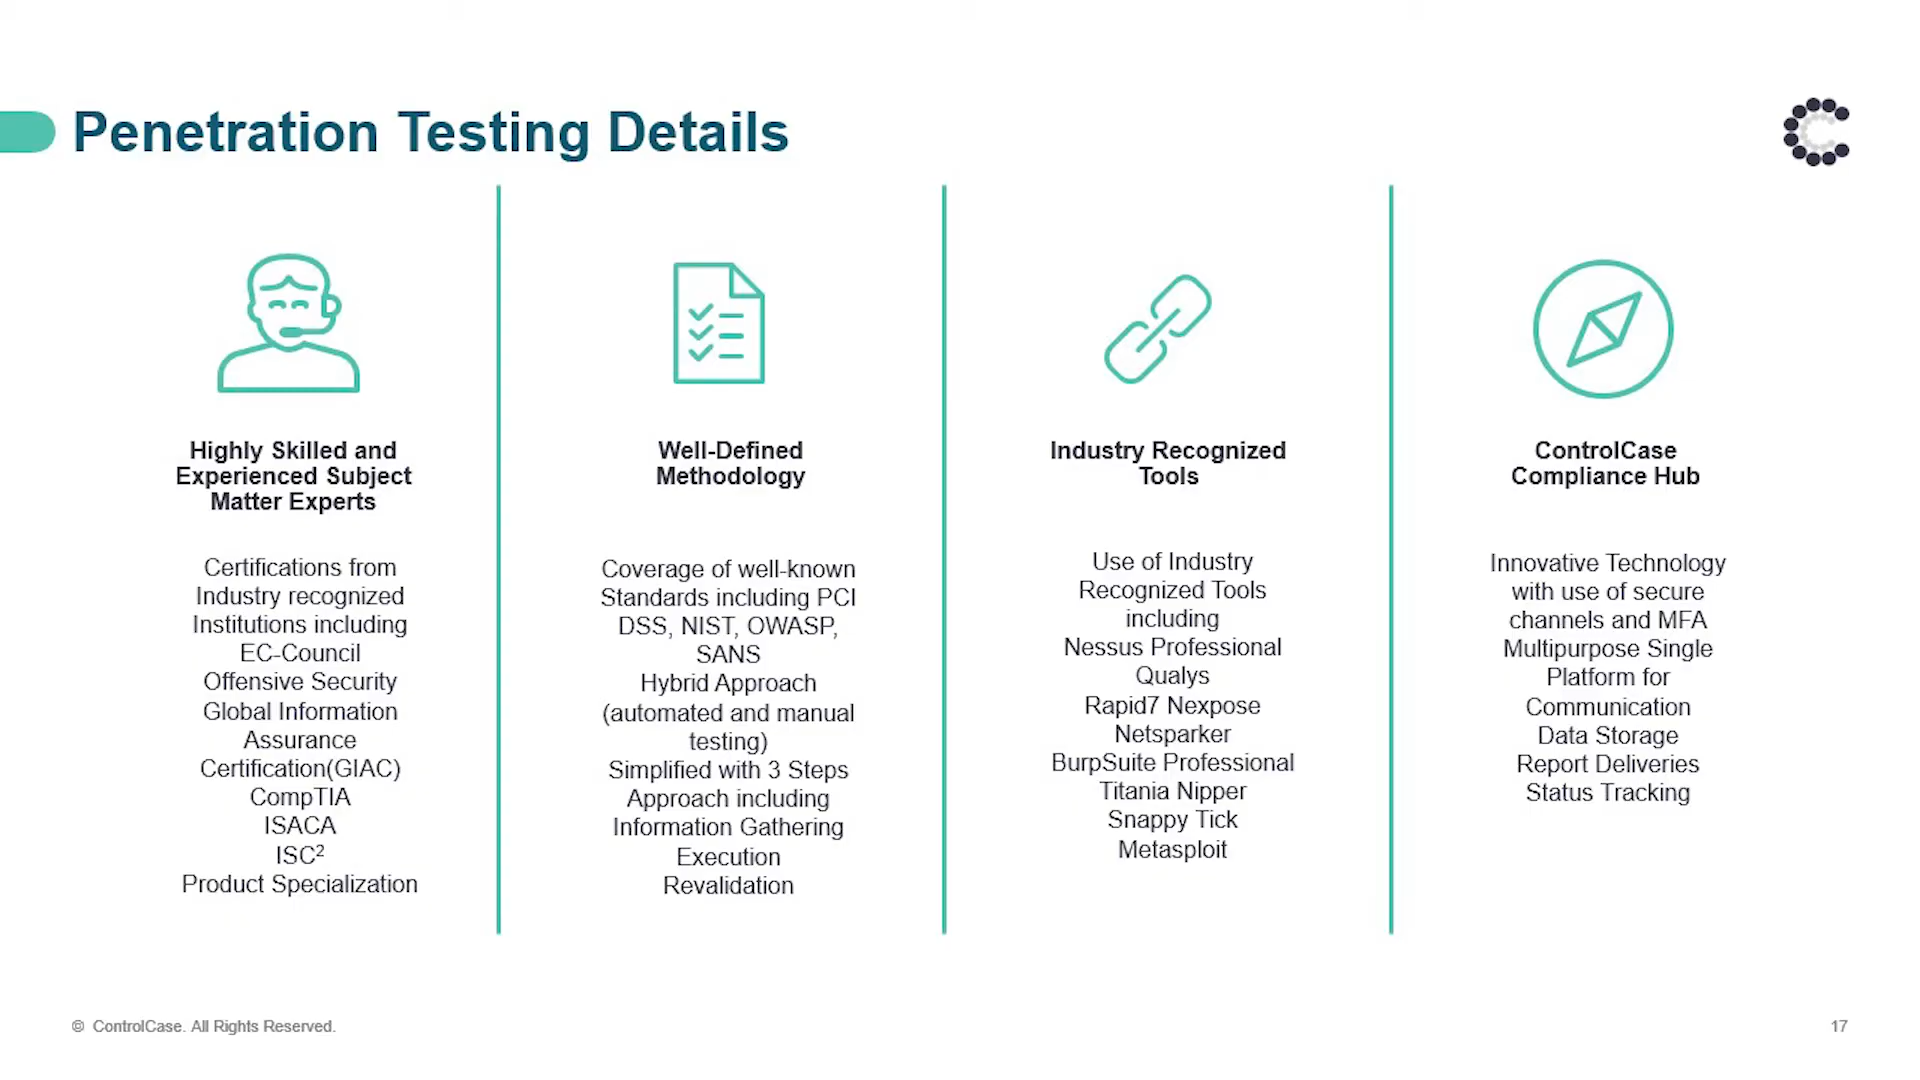 Penetration Testing Details
Highly Skilled and
Experienced Subject
Matter Experts
Certifications from
Industry recognized
Institutions including
EC-Council
Offensive Security
Global Information
Assurance
Certification(GIAC)
CompTIA
ISACA
ISC²
Product Specialization
Well-Defined
Methodology
Coverage of well-known
Standards including PCI
DSS, NIST, OWASP,
SANS
Hybrid Approach
(automated and manual
testing)
Simplified with 3 Steps
Approach including
Information Gathering
Execution
Revalidation
Industry Recognized
Tools
Use of Industry
Recognized Tools
including
Nessus Professional
Qualys
Rapid7 Nexpose
Netsparker
BurpSuite Professional
Titania Nipper
Snappy Tick
Metasploit
ControlCase
Compliance Hub
Innovative Technology
with use of secure
channels and MFA
Multipurpose Single
Platform for
Communication
Data Storage
Report Deliveries
Status Tracking
© ControlCase. All Rights Reserved.
17